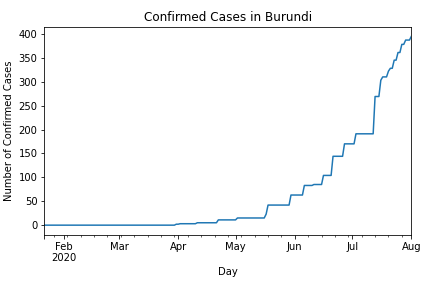 Confirmed Cases in Burundi
Number of Confirmed Cases
400
350
300
250
200
150
100
50
0
Feb Mar Apr May Jun Jul Aug
2020
Day